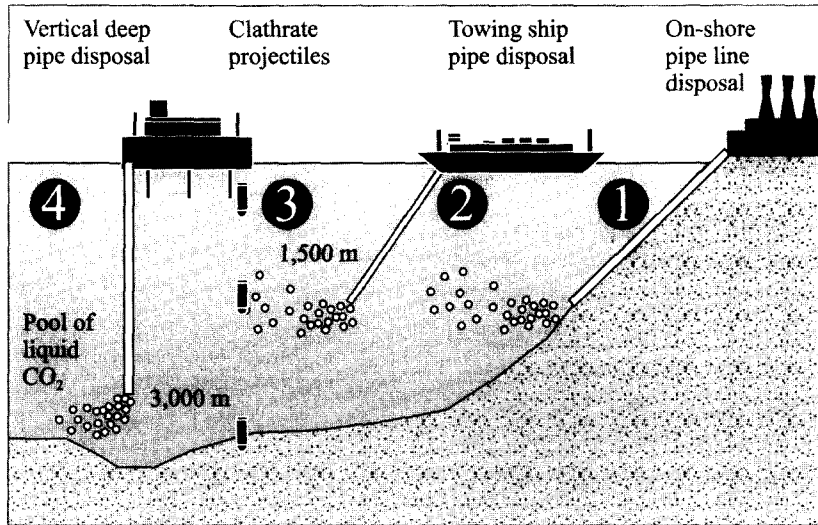 Vertical deep
pipe disposal
Clathrate
projectiles
Towing ship
pipe disposal
On-shore
pipe line
disposal
4
3
2
1
1,500 m
Pool of
liquid
CO₂
3,000 m